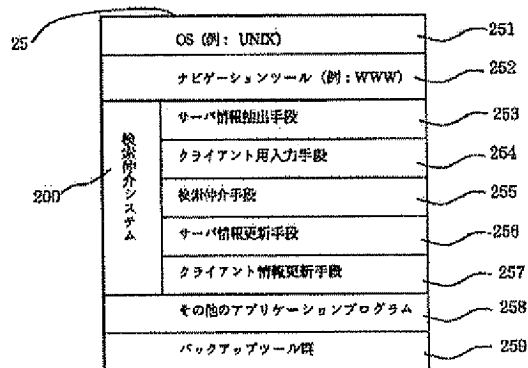 25
OS (例：UNIX)
251
ナビゲーションツール (例：WWW)
252
検索仲介システム
200
サーバ情報抽出手段
253
クライアント用入力手段
254
検索仲介手段
255
サーバ情報更新手段
256
クライアント情報更新手段
257
その他のアプリケーションプログラム
258
バックアップツール群
259